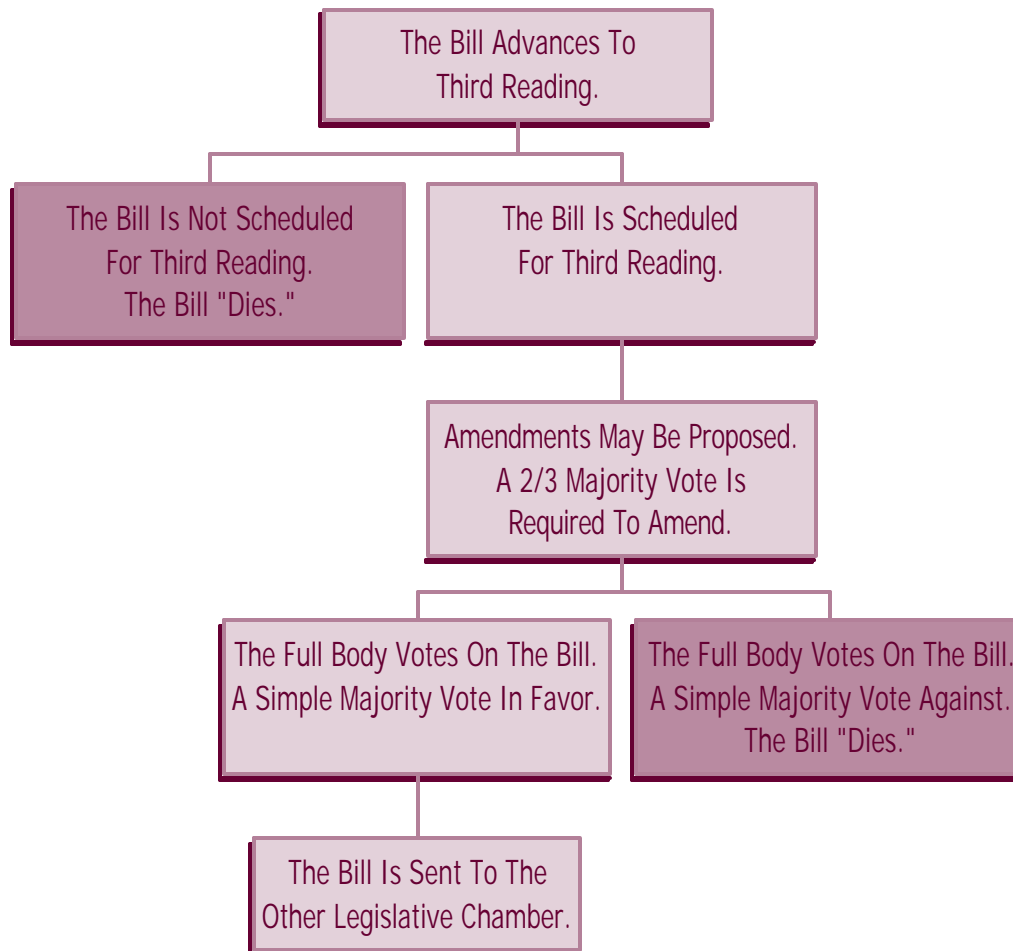 The Bill Advances To
Third Reading.
The Bill Is Not Scheduled
For Third Reading.
The Bill "Dies."
The Bill Is Scheduled
For Third Reading.
Amendments May Be Proposed.
A 2/3 Majority Vote Is
Required To Amend.
The Full Body Votes On The Bill.
A Simple Majority Vote In Favor.
The Full Body Votes On The Bill.
A Simple Majority Vote Against.
The Bill "Dies."
The Bill Is Sent To The
Other Legislative Chamber.